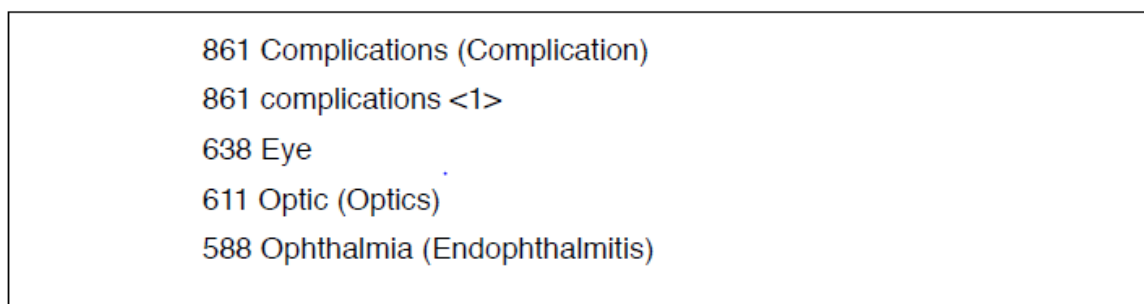 861 Complications (Complication)
861 complications <1>
638 Eye
611 Optic (Optics)
588 Ophthalmia (Endophthalmitis)